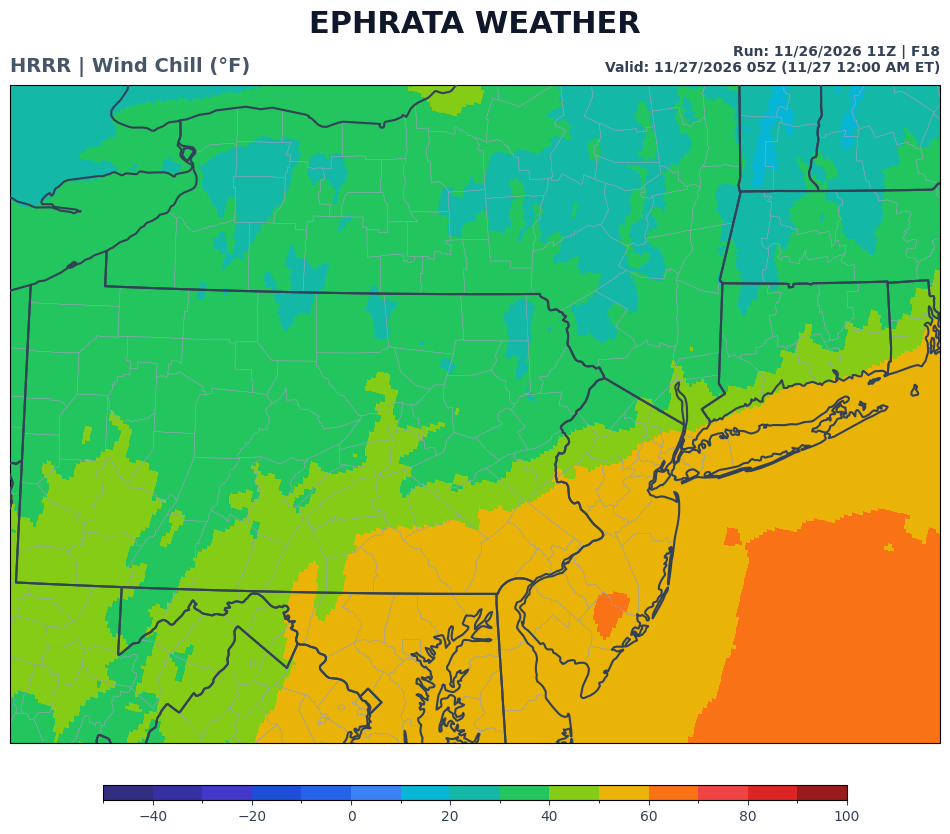 EPHRATA WEATHER
HRRR | Wind Chill (°F)
Run: 11/26/2026 11Z | F18
Valid: 11/27/2026 05Z (11/27 12:00 AM ET)
−40 −20 0 20 40 60 80 100